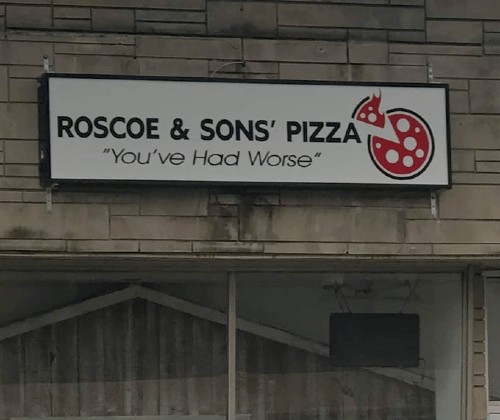 ROSCOE & SONS' PIZZA
"You've Had Worse"